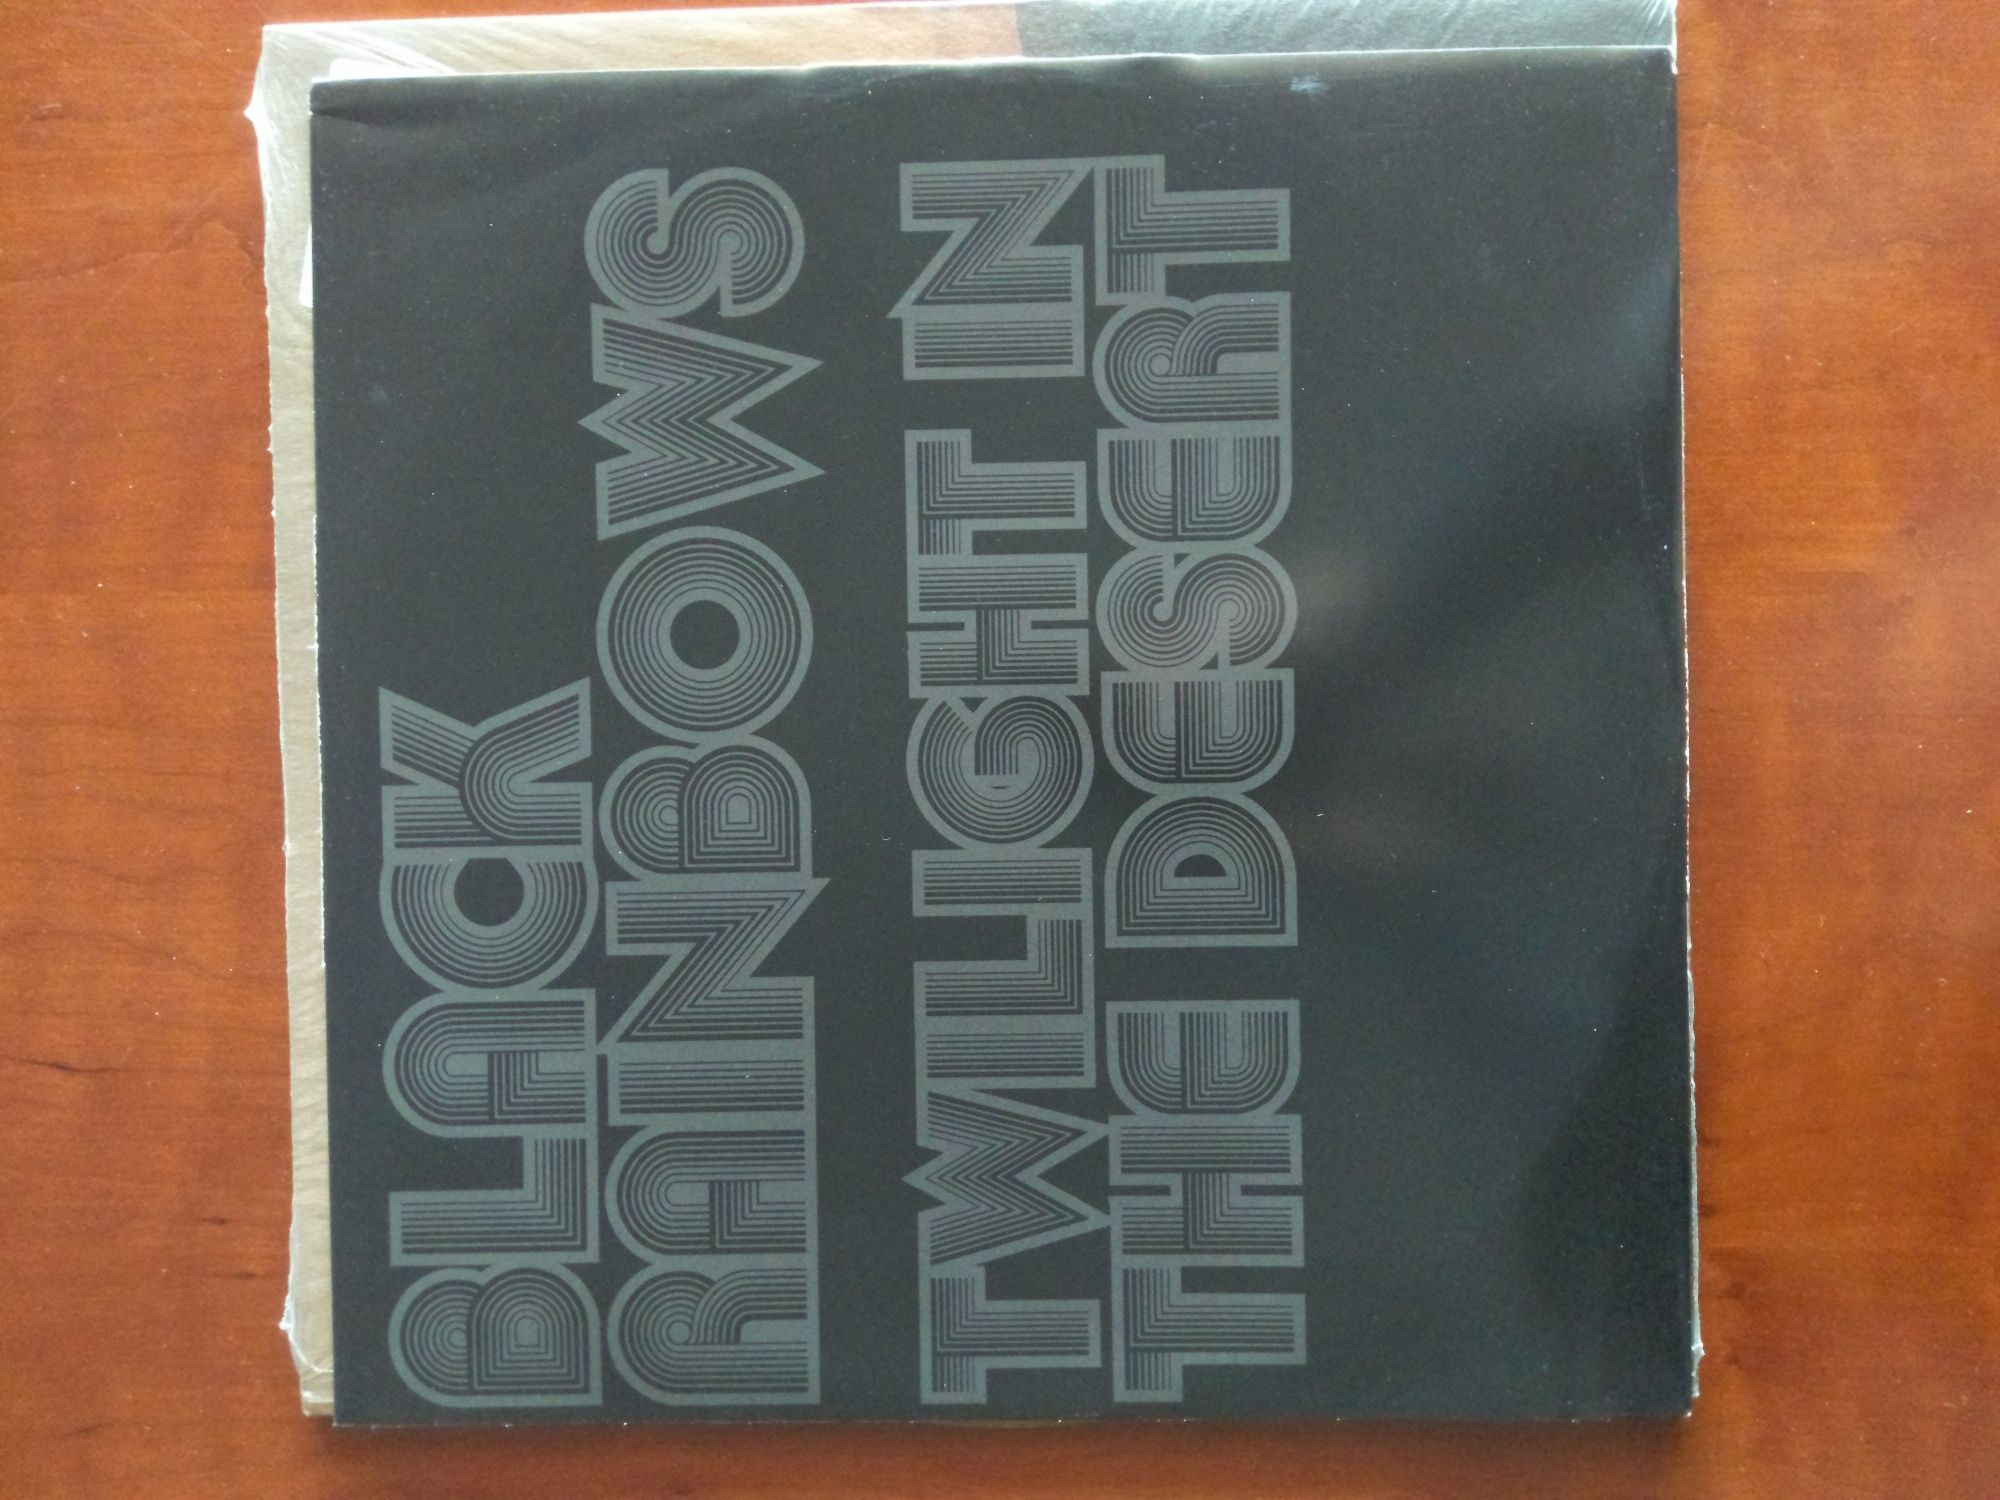 BLACK
RAINBOWS
TWILIGHT IN
THE DESERT